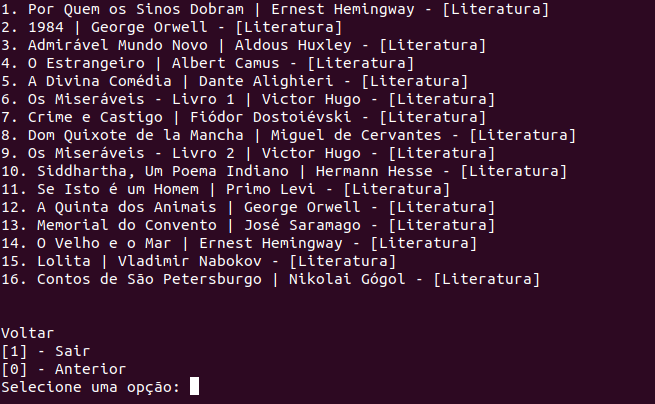 1. Por Quem os Sinos Dobram | Ernest Hemingway - [Literatura]
2. 1984 | George Orwell - [Literatura]
3. Admirável Mundo Novo | Aldous Huxley - [Literatura]
4. O Estrangeiro | Albert Camus - [Literatura]
5. A Divina Comédia | Dante Alighieri - [Literatura]
6. Os Miseráveis - Livro 1 | Victor Hugo - [Literatura]
7. Crime e Castigo | Fiódor Dostoiévski - [Literatura]
8. Dom Quixote de la Mancha | Miguel de Cervantes - [Literatura]
9. Os Miseráveis - Livro 2 | Victor Hugo - [Literatura]
10. Siddhartha, Um Poema Indiano | Hermann Hesse - [Literatura]
11. Se Isto é um Homem | Primo Levi - [Literatura]
12. A Quinta dos Animais | George Orwell - [Literatura]
13. Memorial do Convento | José Saramago - [Literatura]
14. O Velho e o Mar | Ernest Hemingway - [Literatura]
15. Lolita | Vladimir Nabokov - [Literatura]
16. Contos de São Petersburgo | Nikolai Gógol - [Literatura]
Voltar
[1] - Sair
[0] - Anterior
Selecione uma opção: